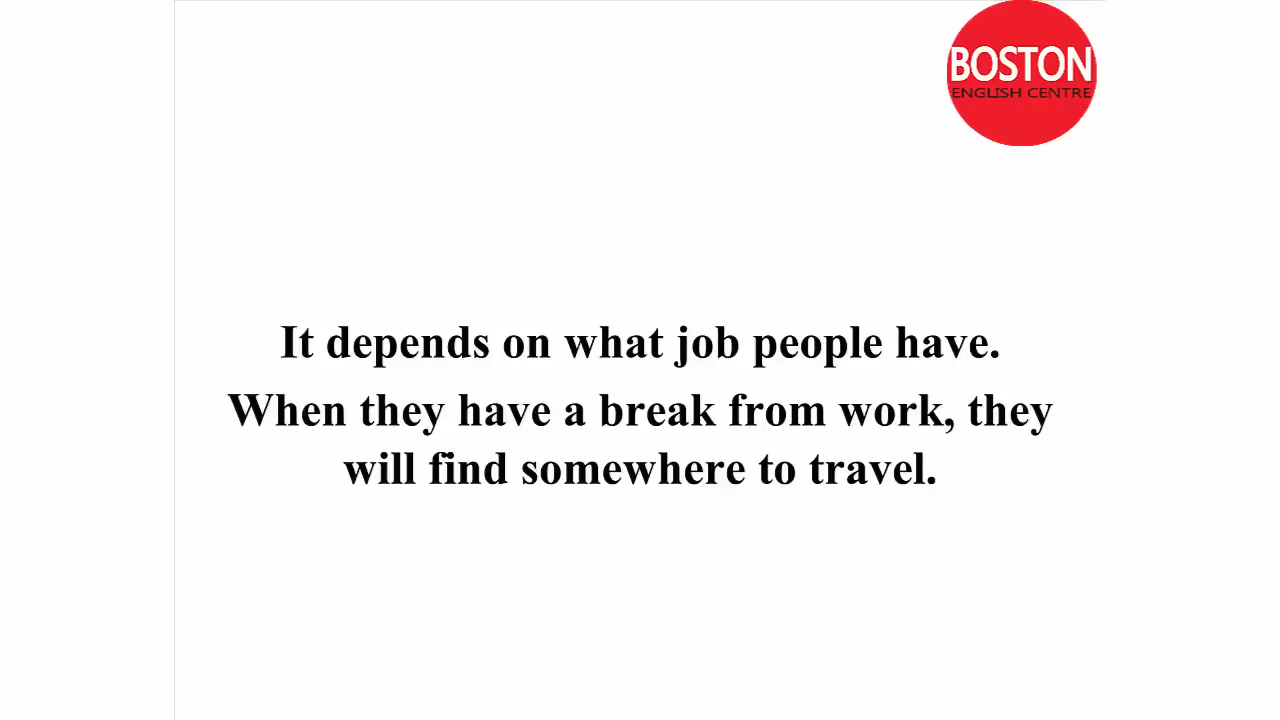 BOSTON
ENGLISH CENTRE
It depends on what job people have.
When they have a break from work, they
will find somewhere to travel.